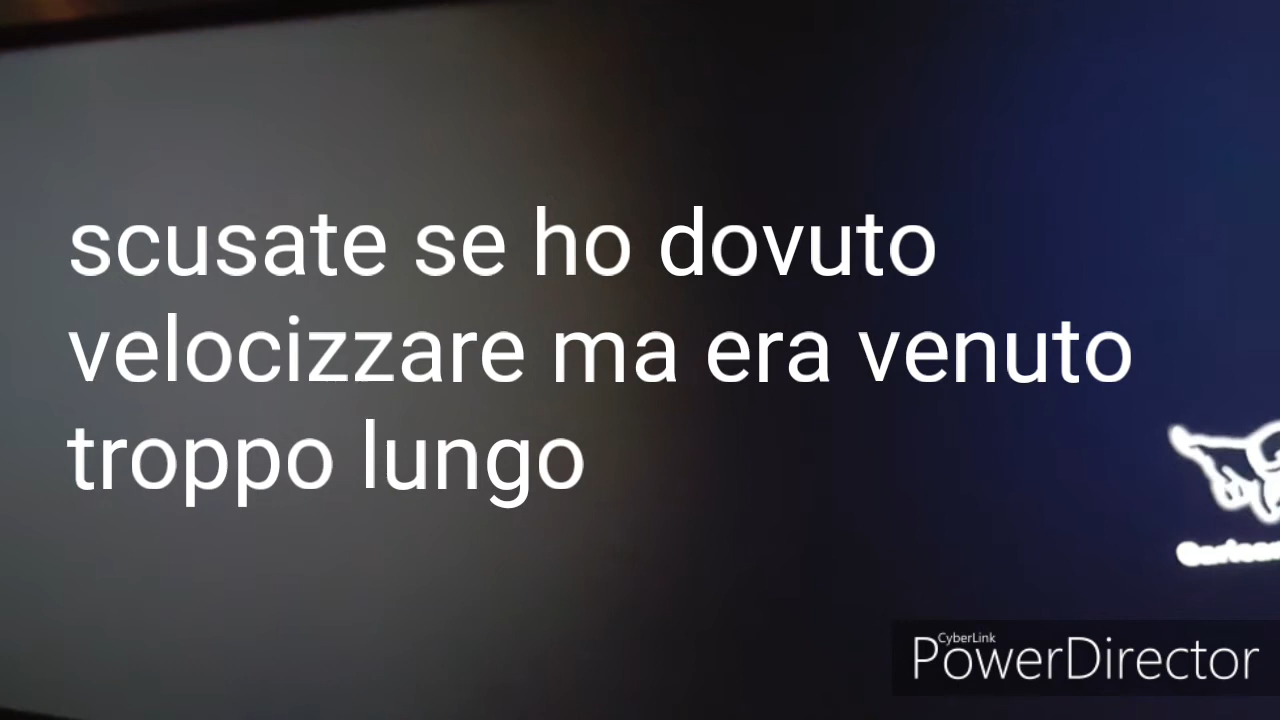 scusate se ho dovuto
velocizzare ma era venuto
troppo lungo
CyberLink
PowerDirector